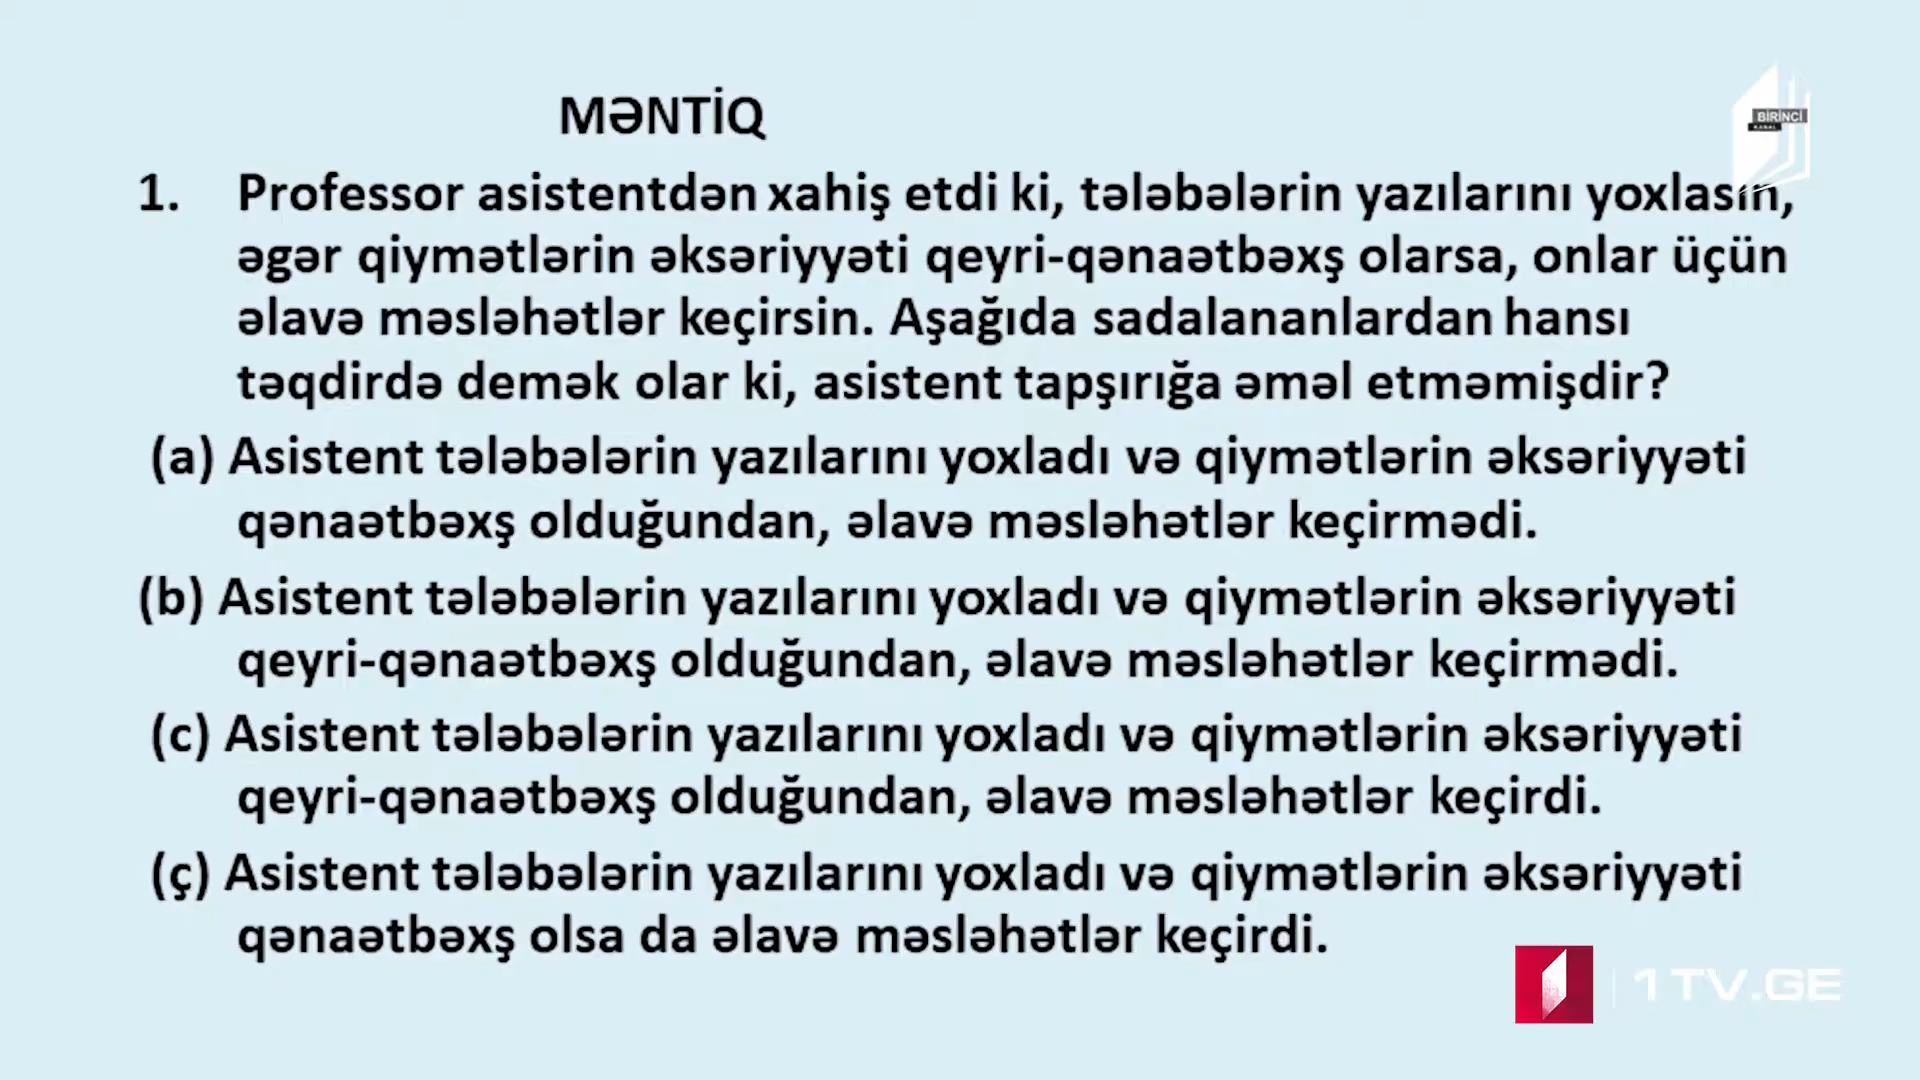 MƏNTİQ
BİRİNCİ
KANAL
1. Professor asistentdən xahiş etdi ki, tələbələrin yazılarını yoxlasın,
əgər qiymətlərin əksəriyyəti qeyri-qənaətbəxş olarsa, onlar üçün
əlavə məsləhətlər keçirsin. Aşağıda sadalananlardan hansı
təqdirdə demək olar ki, asistent tapşırığa əməl etməmişdir?
(a) Asistent tələbələrin yazılarını yoxladı və qiymətlərin əksəriyyəti
qənaətbəxş olduğundan, əlavə məsləhətlər keçirmədi.
(b) Asistent tələbələrin yazılarını yoxladı və qiymətlərin əksəriyyəti
qeyri-qənaətbəxş olduğundan, əlavə məsləhətlər keçirmədi.
(c) Asistent tələbələrin yazılarını yoxladı və qiymətlərin əksəriyyəti
qeyri-qənaətbəxş olduğundan, əlavə məsləhətlər keçirdi.
(ç) Asistent tələbələrin yazılarını yoxladı və qiymətlərin əksəriyyəti
qənaətbəxş olsa da əlavə məsləhətlər keçirdi.
1TV.GE